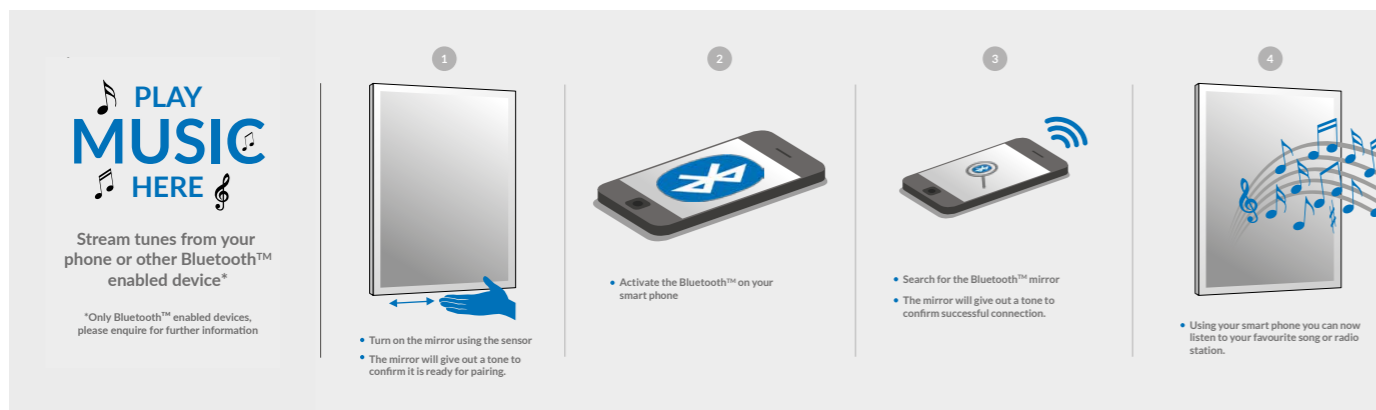 PLAY
MUSIC
HERE
Stream tunes from your
phone or other Bluetooth™
enabled device*
*Only Bluetooth™ enabled devices,
please enquire for further information
1
• Turn on the mirror using the sensor
• The mirror will give out a tone to
confirm it is ready for pairing.
2
• Activate the Bluetooth™ on your
smart phone
3
• Search for the Bluetooth™ mirror
• The mirror will give out a tone to
confirm successful connection.
4
• Using your smart phone you can now
listen to your favourite song or radio
station.